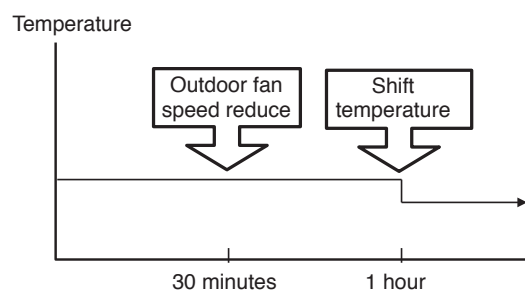 Temperature
Outdoor fan
speed reduce
Shift
temperature
30 minutes
1 hour